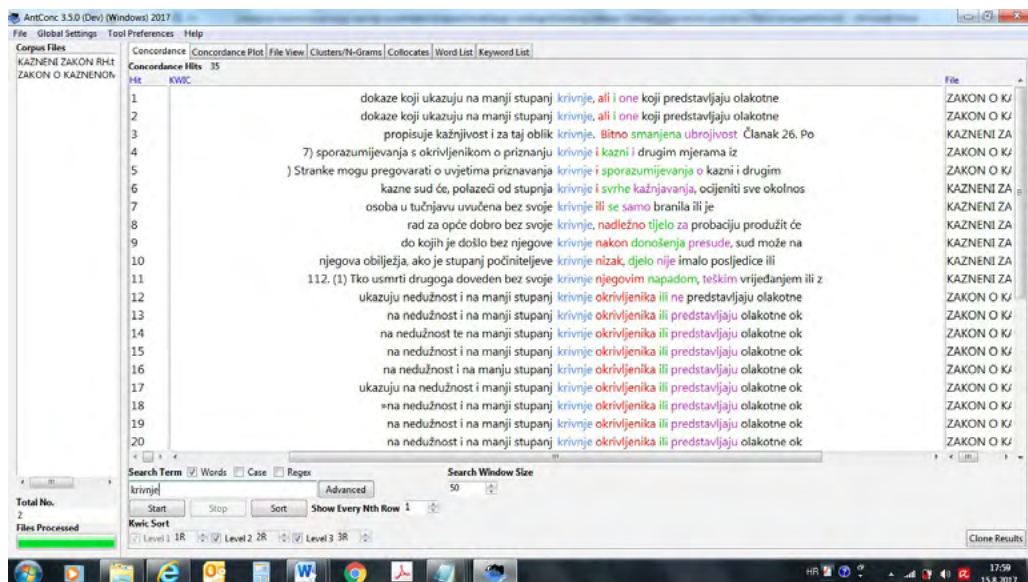 AntConc 3.5.0 (Dev) (Windows) 2017
File Global Settings Tool Preferences Help
Corpus Files
KAZNENI ZAKON RH.t
ZAKON O KAZNENON
Concordance Concordance Plot File View Clusters/N-Grams Collocates Word List Keyword List
Concordance Hits 35
Hit KWIC File
1 dokaze koji ukazuju na manji stupanj krivnje, ali i one koji predstavljaju olakotne ZAKON O KA
2 dokaze koji ukazuju na manji stupanj krivnje, ali i one koji predstavljaju olakotne ZAKON O KA
3 propisuje kažnjivost i za taj oblik krivnje. Bitno smanjena ubrojivost Članak 26. Po KAZNENI ZA
4 7) sporazumijevanja s okrivljenikom o priznanju krivnje i kazni i drugim mjerama iz ZAKON O KA
5 ) Stranke mogu pregovarati o uvjetima priznavanja krivnje i sporazumijevanja o kazni i drugim ZAKON O KA
6 kazne sud će, polazeći od stupnja krivnje i svrhe kažnjavanja, ocijeniti sve okolnos KAZNENI ZA
7 osoba u tučnjavu uvučena bez svoje krivnje ili se samo branila ili je KAZNENI ZA
8 rad za opće dobro bez svoje krivnje, nadležno tijelo za probaciju produžit će KAZNENI ZA
9 do kojih je došlo bez njegove krivnje nakon donošenja presude, sud može na KAZNENI ZA
10 njegova obilježja, ako je stupanj počiniteljeve krivnje nizak, djelo nije imalo posljedice ili KAZNENI ZA
11 112. (1) Tko usmrti drugoga doveden bez svoje krivnje njegovim napadom, teškim vrijeđanjem ili z KAZNENI ZA
12 ukazuju nedužnost i na manji stupanj krivnje okrivljenika ili ne predstavljaju olakotne ZAKON O KA
13 na nedužnost i na manji stupanj krivnje okrivljenika ili predstavljaju olakotne ok ZAKON O KA
14 na nedužnost te na manji stupanj krivnje okrivljenika ili predstavljaju olakotne ok ZAKON O KA
15 na nedužnost i na manji stupanj krivnje okrivljenika ili predstavljaju olakotne ok ZAKON O KA
16 na nedužnosti i na manju stupanj krivnje okrivljenika ili predstavljaju olakotne ok ZAKON O KA
17 ukazuju na nedužnost i manji stupanj krivnje okrivljenika ili predstavljaju olakotne ok ZAKON O KA
18 »na nedužnost i na manji stupanj krivnje okrivljenika ili predstavljaju olakotne ok ZAKON O KA
19 na nedužnost i na manji stupanj krivnje okrivljenika ili predstavljaju olakotne ok ZAKON O KA
20 na nedužnost i na manji stupanj krivnje okrivljenika ili predstavljaju olakotne ok ZAKON O KA
Search Term Words Case Regex Search Window Size
krivnje Advanced 50
Start Stop Sort Show Every Nth Row 1
Kwic Sort
Level 1 1R Level 2 2R Level 3 3R
Total No.
2
Files Processed
Clone Results
HR 17:59
15.8.2017.